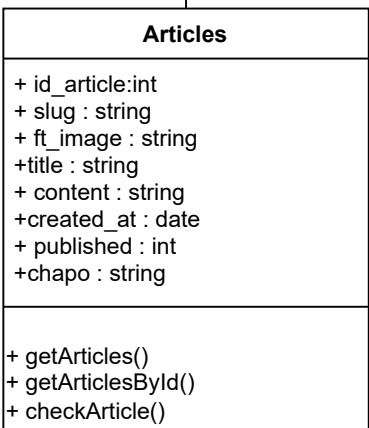 Articles
+ id_article:int
+ slug : string
+ ft_image : string
+title : string
+ content : string
+created_at : date
+ published : int
+chapo : string
+ getArticles()
+ getArticlesById()
+ checkArticle()